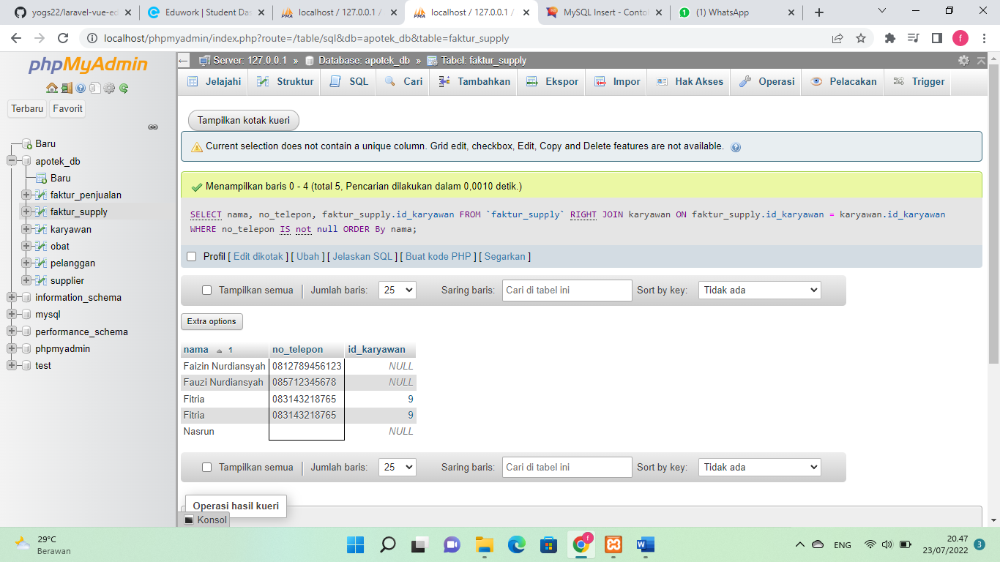 yogs22/laravel-vue-ed
Eduwork | Student Das
localhost / 127.0.0.1 /
localhost / 127.0.0.1 /
MySQL Insert - Contoh
(1) WhatsApp
localhost/phpmyadmin/index.php?route=/table/sql&db=apotek_db&table=faktur_supply
phpMyAdmin
Terbaru Favorit
Baru
apotek_db
Baru
faktur_penjualan
faktur_supply
karyawan
obat
pelanggan
supplier
information_schema
mysql
performance_schema
phpmyadmin
test
Server: 127.0.0.1 » Database: apotek_db » Tabel: faktur_supply
Jelajahi Struktur SQL Cari Tambahkan Ekspor Impor Hak Akses Operasi Pelacakan Trigger
Tampilkan kotak kueri
Current selection does not contain a unique column. Grid edit, checkbox, Edit, Copy and Delete features are not available.
Menampilkan baris 0 - 4 (total 5, Pencarian dilakukan dalam 0,0010 detik.)
SELECT nama, no_telepon, faktur_supply.id_karyawan FROM `faktur_supply` RIGHT JOIN karyawan ON faktur_supply.id_karyawan = karyawan.id_karyawan
WHERE no_telepon IS not null ORDER By nama;
Profil [ Edit dikotak ] [ Ubah ] [ Jelaskan SQL ] [ Buat kode PHP ] [ Segarkan ]
Tampilkan semua Jumlah baris: 25 Saring baris: Cari di tabel ini Sort by key: Tidak ada
Extra options
nama 1 no_telepon id_karyawan
Faizin Nurdiansyah 0812789456123 NULL
Fauzi Nurdiansyah 085712345678 NULL
Fitria 083143218765 9
Fitria 083143218765 9
Nasrun NULL
Tampilkan semua Jumlah baris: 25 Saring baris: Cari di tabel ini Sort by key: Tidak ada
Operasi hasil kueri
Konsol
29°C
Berawan
ENG
20.47
23/07/2022
3